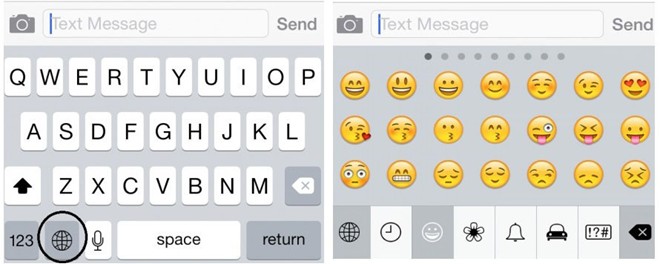 Text Message Send
Q W E R T Y U I O P
A S D F G H J K L
Z X C V B N M
123 space return
Text Message Send
!?#